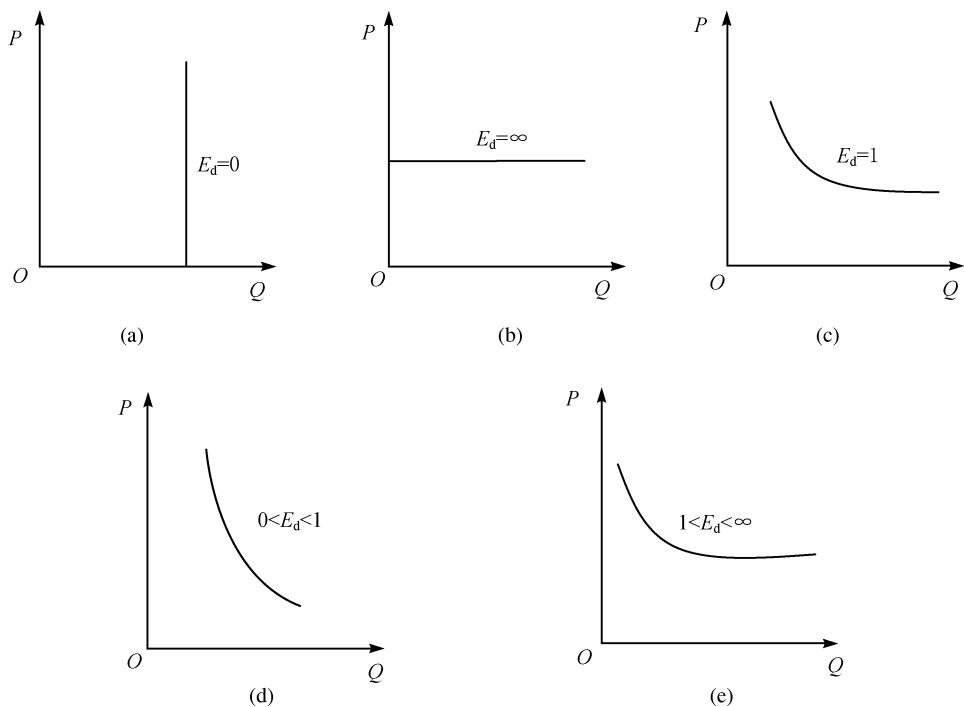 P
E_d=0
O
Q
(a)
P
E_d=∞
O
Q
(b)
P
E_d=1
O
Q
(c)
P
0<E_d<1
O
Q
(d)
P
1<E_d<∞
O
Q
(e)